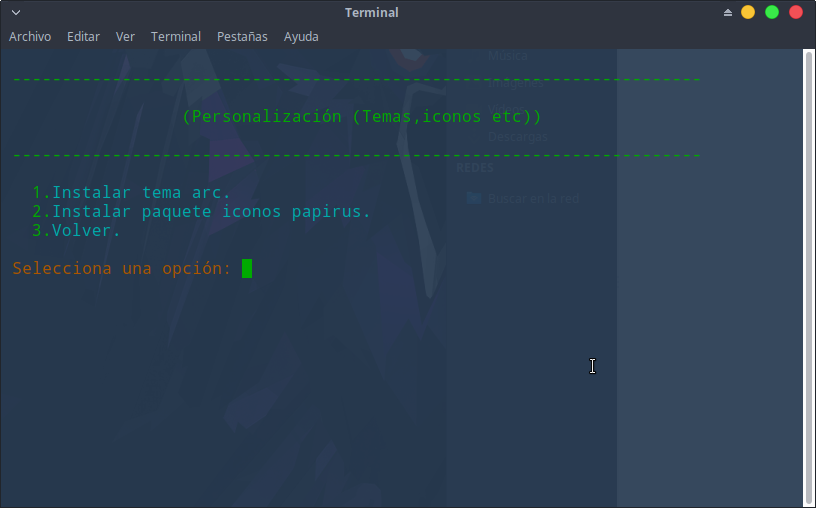 Terminal
Archivo Editar Ver Terminal Pestañas Ayuda
Música
Imágenes
Vídeos
Descargas
---------------------------------------------------------------------
(Personalización (Temas,iconos etc))
---------------------------------------------------------------------
REDES
Buscar en la red
1.Instalar tema arc.
2.Instalar paquete iconos papirus.
3.Volver.
Selecciona una opción: